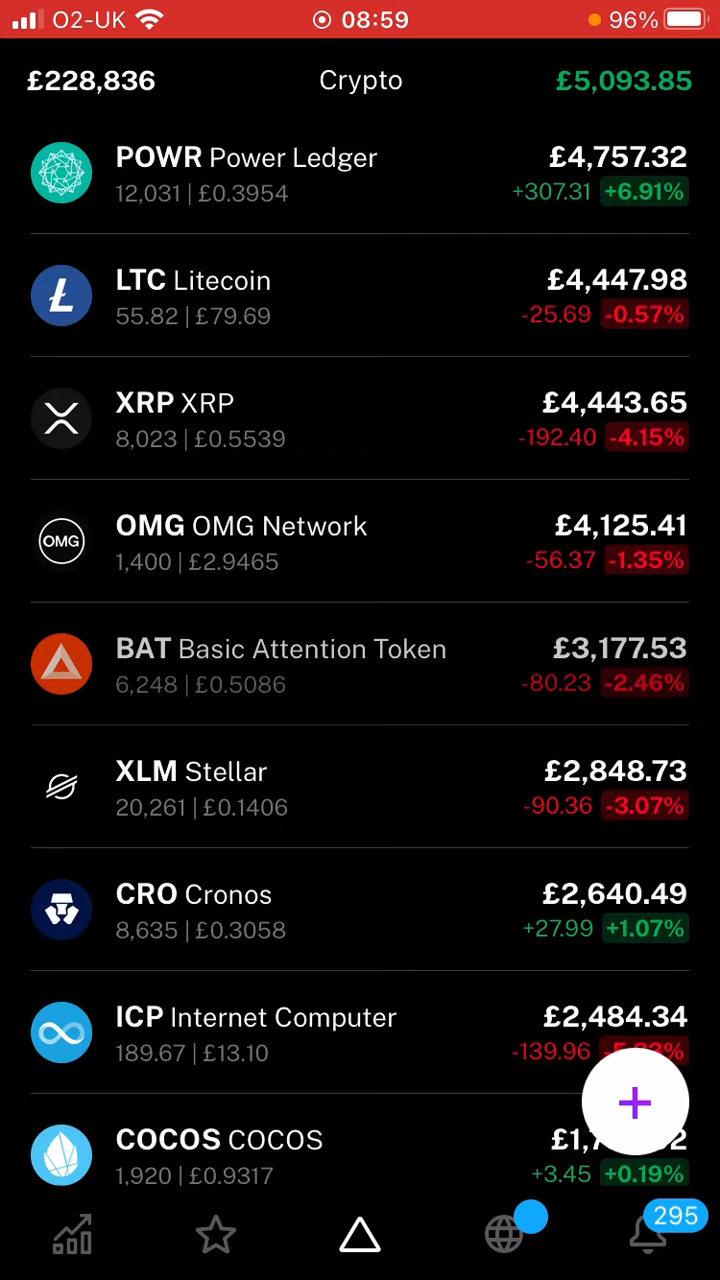 O2-UK 08:59 96%
£228,836 Crypto £5,093.85
POWR Power Ledger £4,757.32
12,031 | £0.3954 +307.31 +6.91%
LTC Litecoin £4,447.98
55.82 | £79.69 -25.69 -0.57%
XRP XRP £4,443.65
8,023 | £0.5539 -192.40 -4.15%
OMG
OMG OMG Network £4,125.41
1,400 | £2.9465 -56.37 -1.35%
BAT Basic Attention Token £3,177.53
6,248 | £0.5086 -80.23 -2.46%
XLM Stellar £2,848.73
20,261 | £0.1406 -90.36 -3.07%
CRO Cronos £2,640.49
8,635 | £0.3058 +27.99 +1.07%
ICP Internet Computer £2,484.34
189.67 | £13.10 -139.96
COCOS COCOS
1,920 | £0.9317 +3.45 +0.19%
295